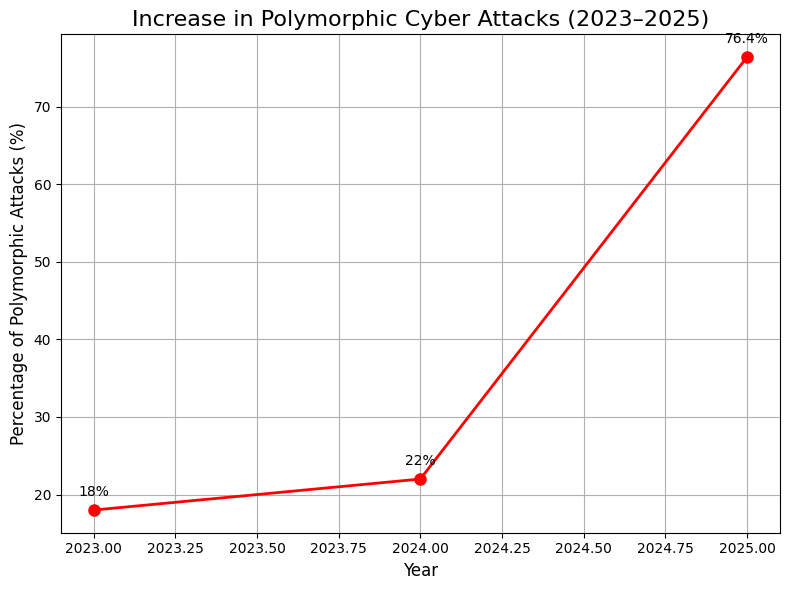 Increase in Polymorphic Cyber Attacks (2023–2025)
76.4%
22%
18%
Percentage of Polymorphic Attacks (%)
70
60
50
40
30
20
2023.00 2023.25 2023.50 2023.75 2024.00 2024.25 2024.50 2024.75 2025.00
Year